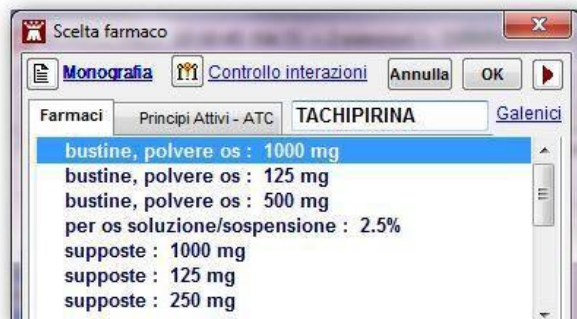 Scelta farmaco
Monografia Controllo interazioni Annulla OK
Farmaci Principi Attivi - ATC TACHIPIRINA Galenici
bustine, polvere os : 1000 mg
bustine, polvere os : 125 mg
bustine, polvere os : 500 mg
per os soluzione/sospensione : 2.5%
supposte : 1000 mg
supposte : 125 mg
supposte : 250 mg